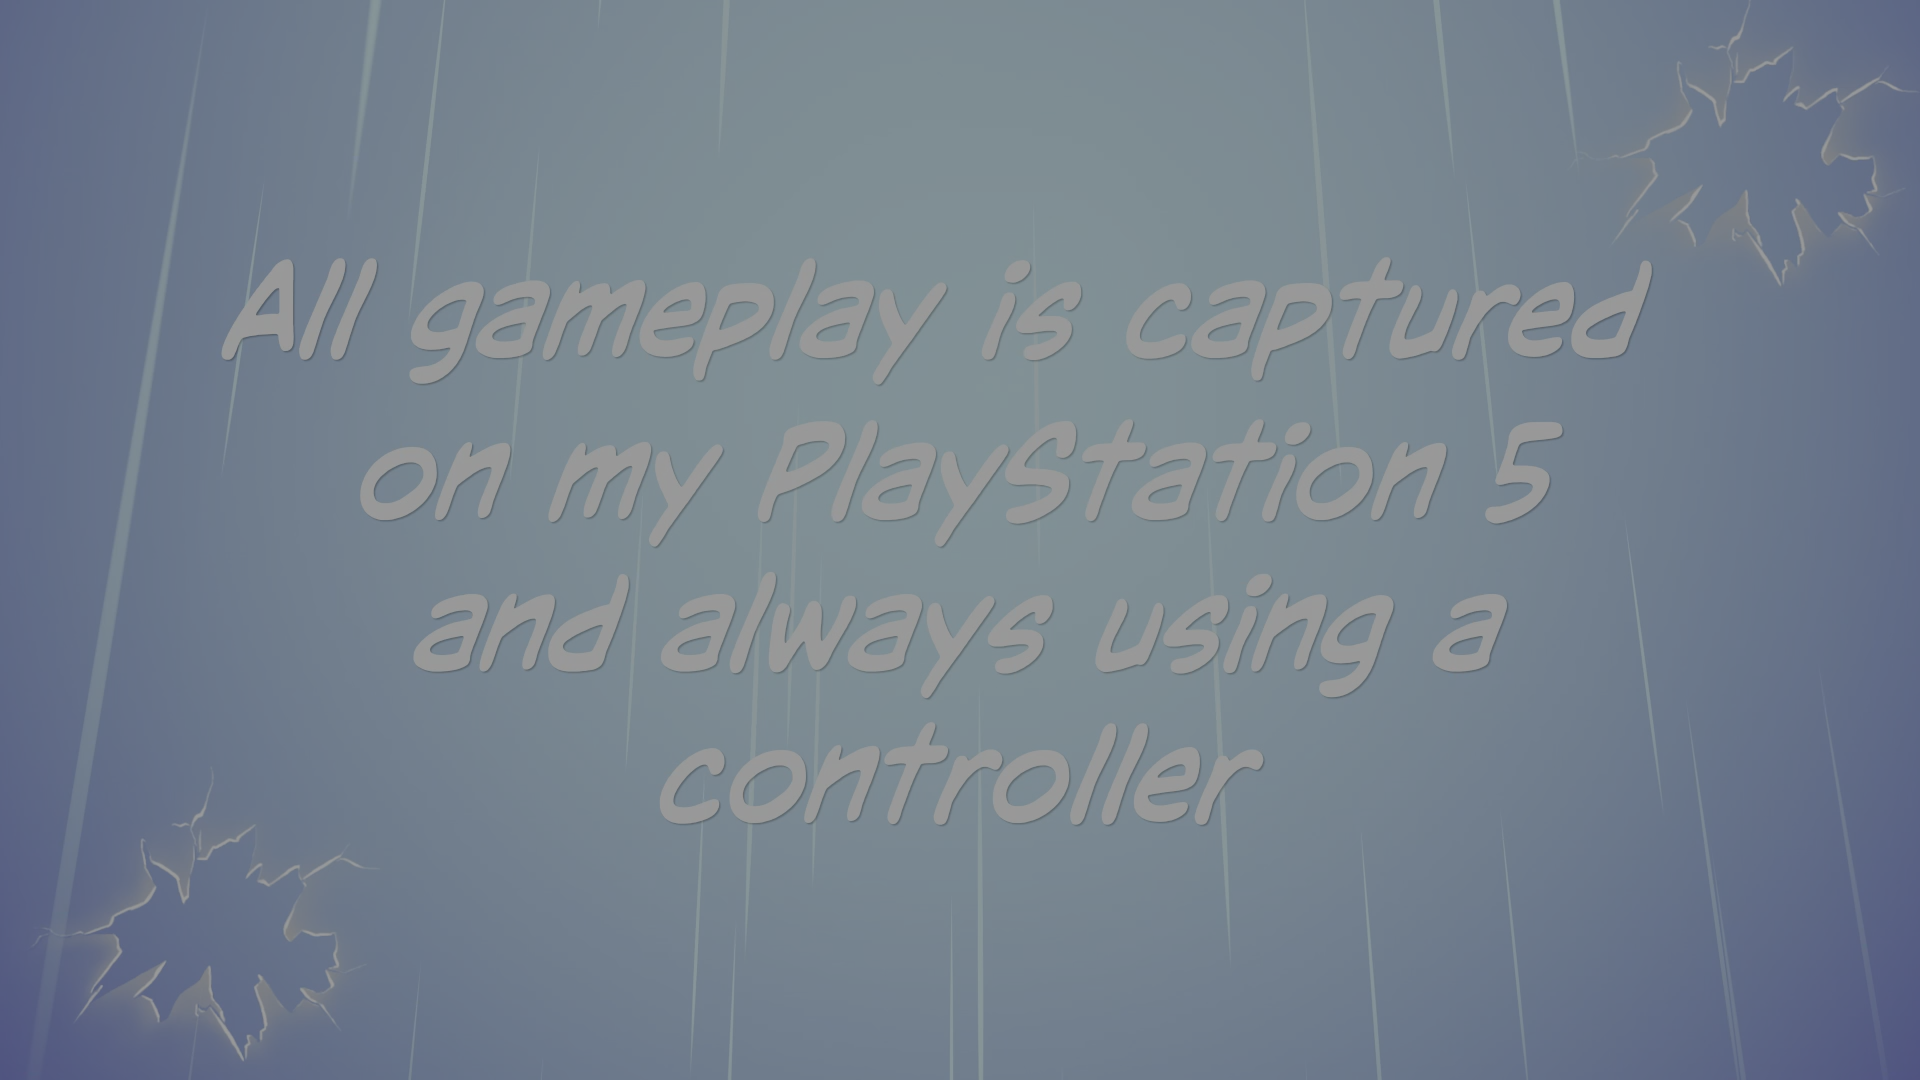 All gameplay is captured
on my PlayStation 5
and always using a
controller